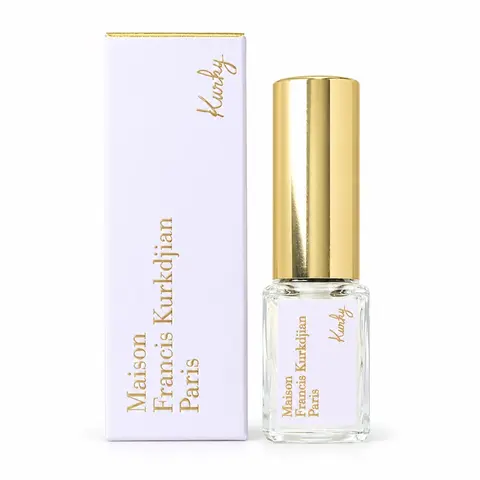 Kurky
Maison
Francis Kurkdjian
Paris
Kurky
Maison
Francis Kurkdjian
Paris